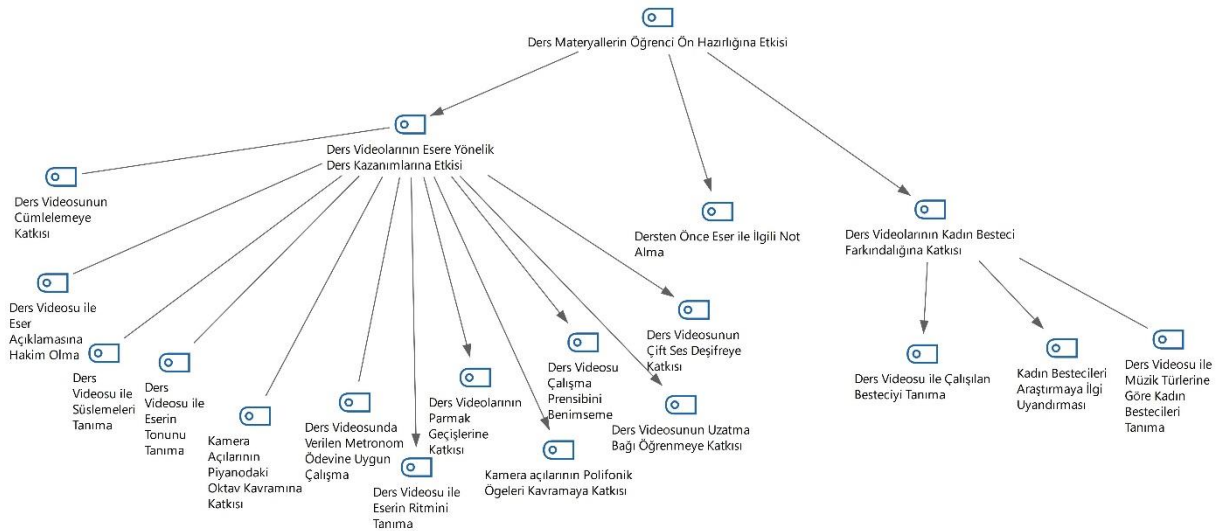 Ders Materyallerin Öğrenci Ön Hazırlığına Etkisi
Ders Videolarının Esere Yönelik
Ders Kazanımlarına Etkisi
Ders Videosunun
Cümlelemeye
Katkısı
Dersten Önce Eser ile İlgili Not
Alma
Ders Videolarının Kadın Besteci
Farkındalığına Katkısı
Ders Videosu ile
Eser
Açıklamasına
Hakim Olma
Ders
Videosu ile
Süslemeleri
Tanıma
Ders
Videosu ile
Eserin
Tonunu
Tanıma
Kamera
Açılarının
Piyanodaki
Oktav Kavramına
Katkısı
Ders Videosunda
Verilen Metronom
Ödevine Uygun
Çalışma
Ders Videosu ile
Eserin Ritmini
Tanıma
Ders Videolarının
Parmak
Geçişlerine
Katkısı
Kamera açılarının Polifonik
Ögeleri Kavramaya Katkısı
Ders Videosu
Çalışma
Prensibini
Benimseme
Ders Videosunun Uzatma
Bağı Öğrenmeye Katkısı
Ders Videosunun
Çift Ses Deşifreye
Katkısı
Ders Videosu ile Çalışılan
Besteciyi Tanıma
Kadın Bestecileri
Araştırmaya İlgi
Uyandırması
Ders Videosu ile
Müzik Türlerine
Göre Kadın
Bestecileri
Tanıma